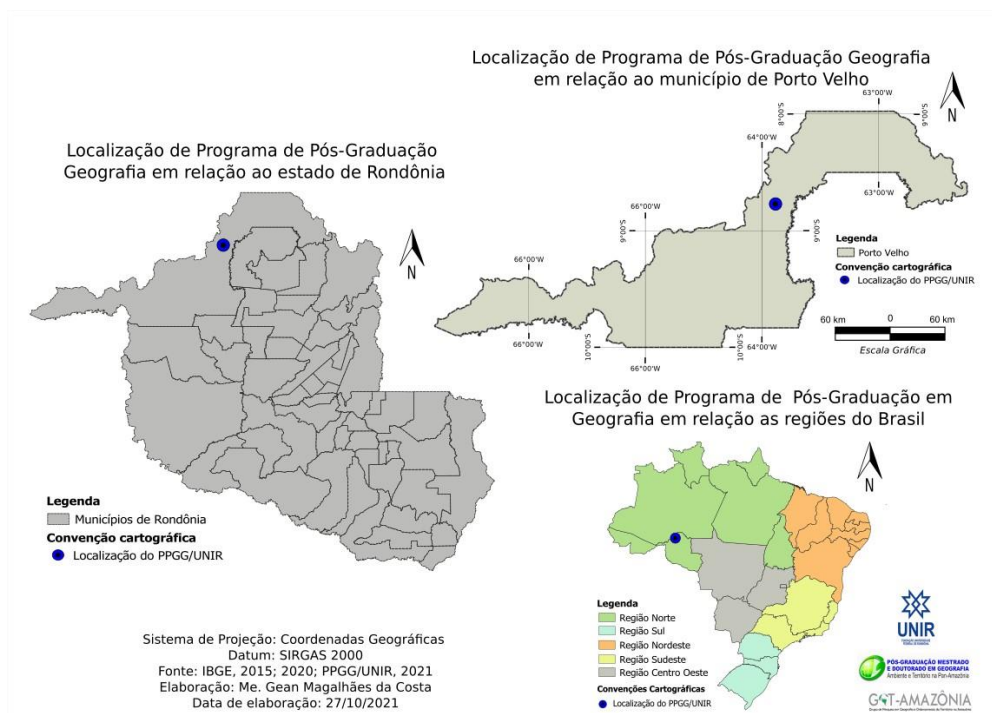 Localização de Programa de Pós-Graduação
Geografia em relação ao estado de Rondônia
N
Legenda
Municípios de Rondônia
Convenção cartográfica
Localização do PPGG/UNIR
Sistema de Projeção: Coordenadas Geográficas
Datum: SIRGAS 2000
Fonte: IBGE, 2015; 2020; PPGG/UNIR, 2021
Elaboração: Me. Gean Magalhães da Costa
Data de elaboração: 27/10/2021
Localização de Programa de Pós-Graduação Geografia
em relação ao município de Porto Velho
63°00'W
8°00'S
9°00'S
64°00'W
N
63°00'W
66°00'W
9°00'S
9°00'S
66°00'W
66°00'W
10°00'S
10°00'S
64°00'W
66°00'W
Legenda
Porto Velho
Convenção cartográfica
Localização do PPGG/UNIR
60 km 0 60 km
Escala Gráfica
Localização de Programa de Pós-Graduação em
Geografia em relação as regiões do Brasil
N
Legenda
Região Norte
Região Sul
Região Nordeste
Região Sudeste
Região Centro Oeste
Convenções Cartográficas
Localização do PPGG/UNIR
UNIR
PÓS-GRADUAÇÃO MESTRADO
E DOUTORADO EM GEOGRAFIA
Ambiente e Território na Pan-Amazônia